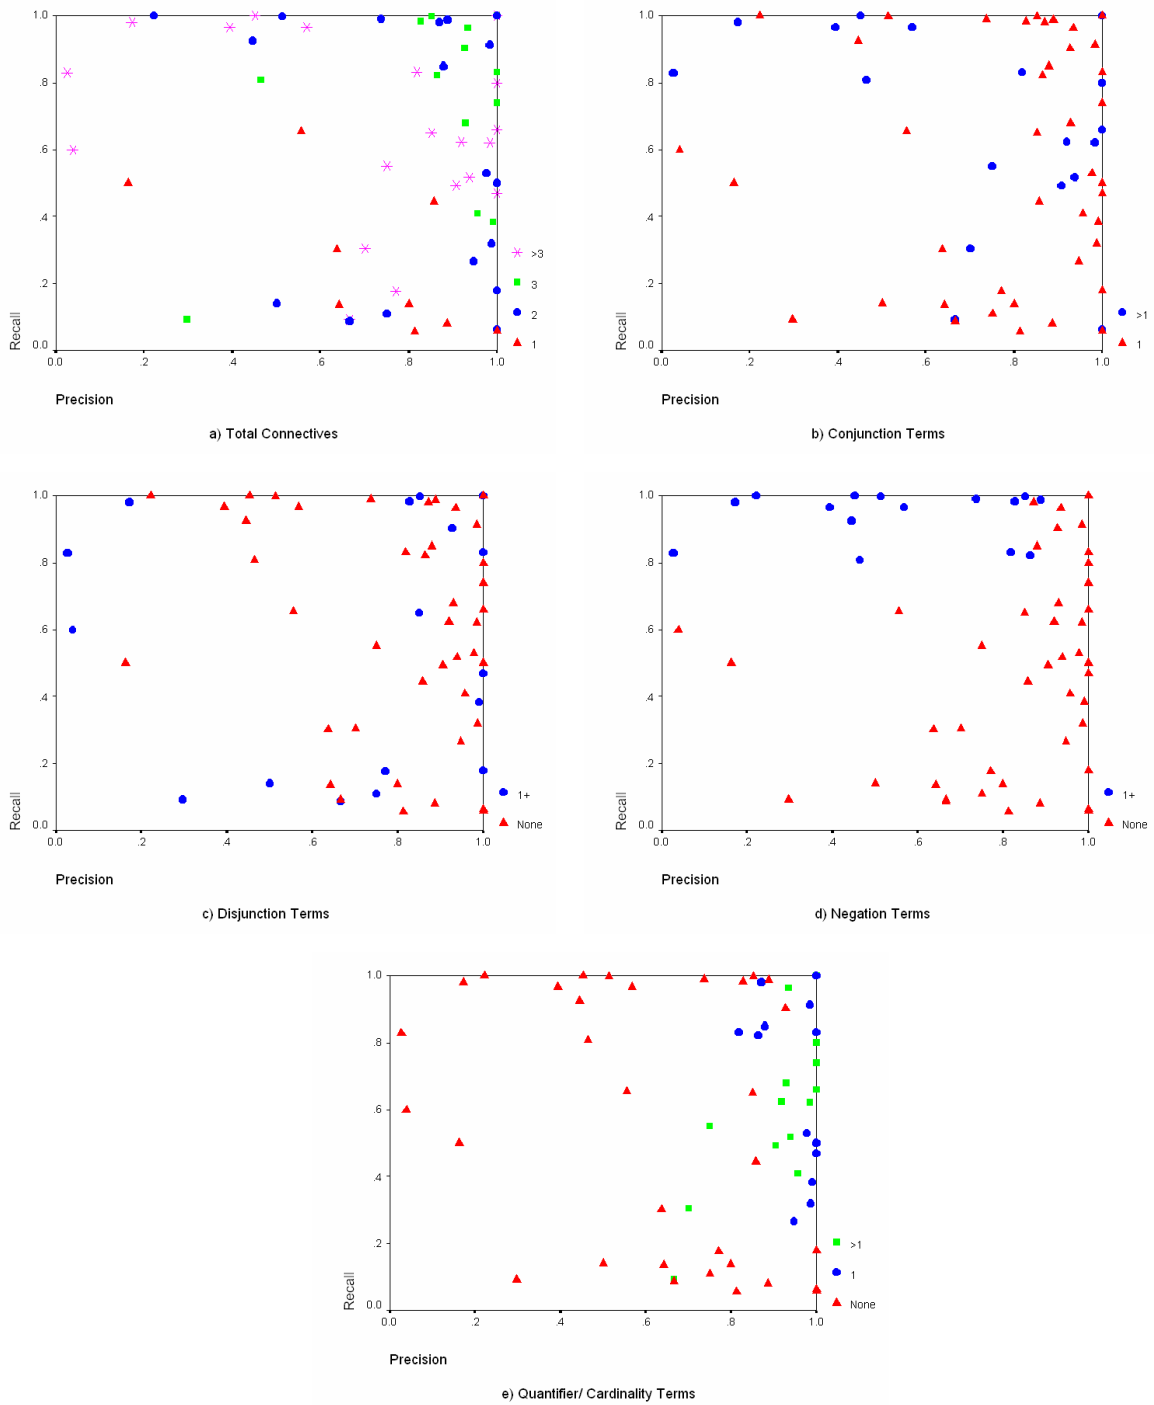 1.0
.8
.6
.4
.2
0.0
Recall
0.0 .2 .4 .6 .8 1.0
>3
3
2
1
Precision
a) Total Connectives
1.0
.8
.6
.4
.2
0.0
Recall
0.0 .2 .4 .6 .8 1.0
>1
1
Precision
b) Conjunction Terms
1.0
.8
.6
.4
.2
0.0
Recall
0.0 .2 .4 .6 .8 1.0
1+
None
Precision
c) Disjunction Terms
1.0
.8
.6
.4
.2
0.0
Recall
0.0 .2 .4 .6 .8 1.0
1+
None
Precision
d) Negation Terms
1.0
.8
.6
.4
.2
0.0
Recall
0.0 .2 .4 .6 .8 1.0
>1
1
None
Precision
e) Quantifier/ Cardinality Terms